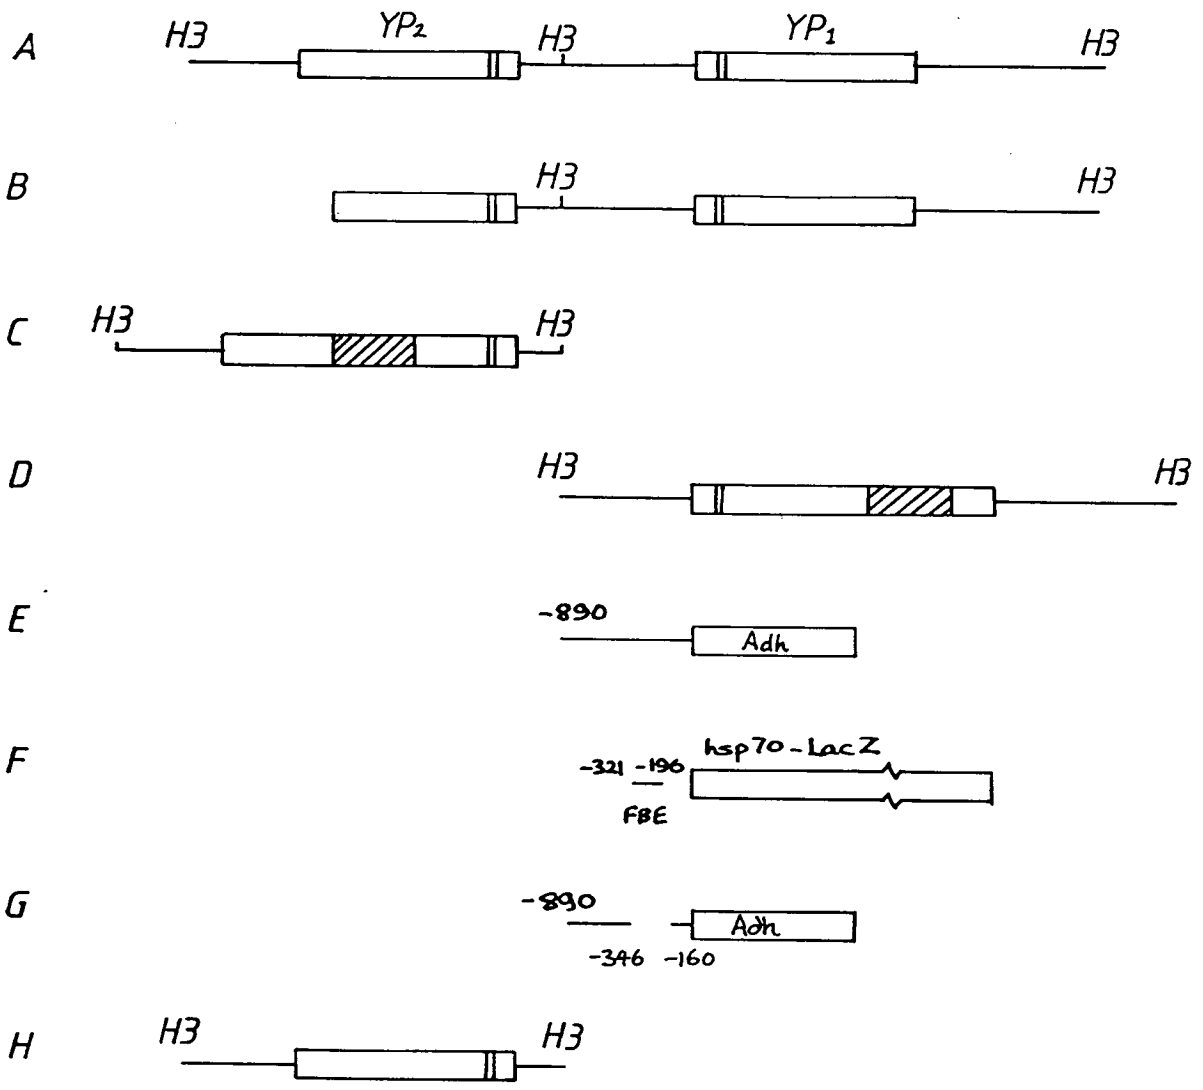 A H3 YP2 H3 YP1 H3
B H3 H3
C H3 H3
D H3 H3
E -890 Adh
F -321 -196 hsp70-LacZ
FBE
G -890 Adh
-346 -160
H H3 H3